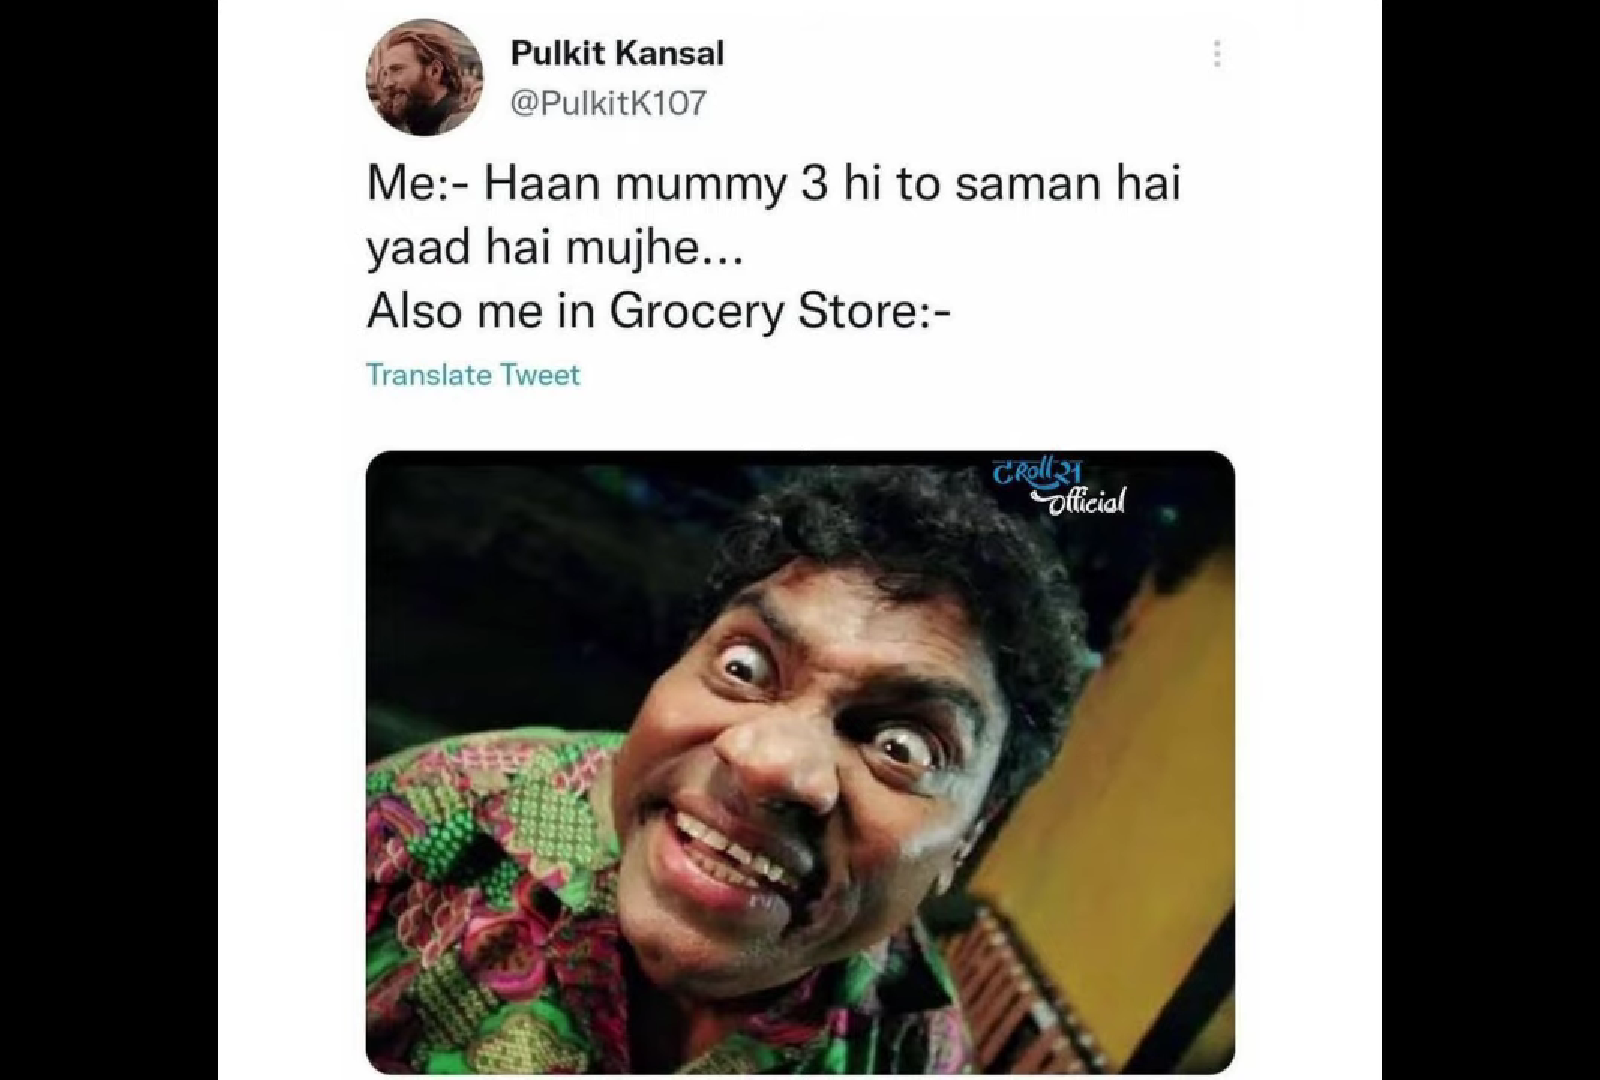 Pulkit Kansal
@PulkitK107
Me:- Haan mummy 3 hi to saman hai
yaad hai mujhe...
Also me in Grocery Store:-
Translate Tweet
टRollस
Official